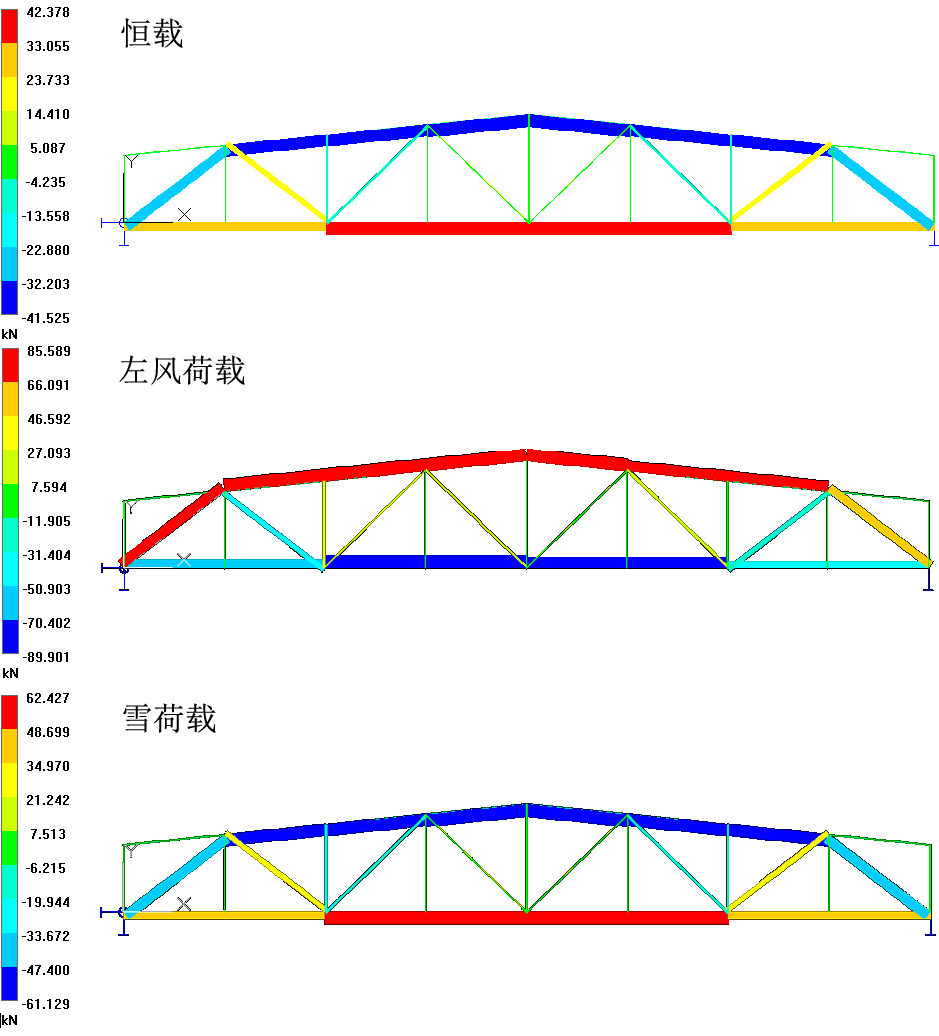 42.378
恒载
33.055
23.733
14.410
5.087
-4.235
-13.558
-22.880
-32.203
-41.525
kN
Y
X
85.589
左风荷载
66.091
46.592
27.093
7.594
-11.905
-31.404
-50.903
-70.402
-89.901
kN
Y
X
62.427
雪荷载
48.699
34.970
21.242
7.513
-6.215
-19.944
-33.672
-47.400
-61.129
kN
Y
X